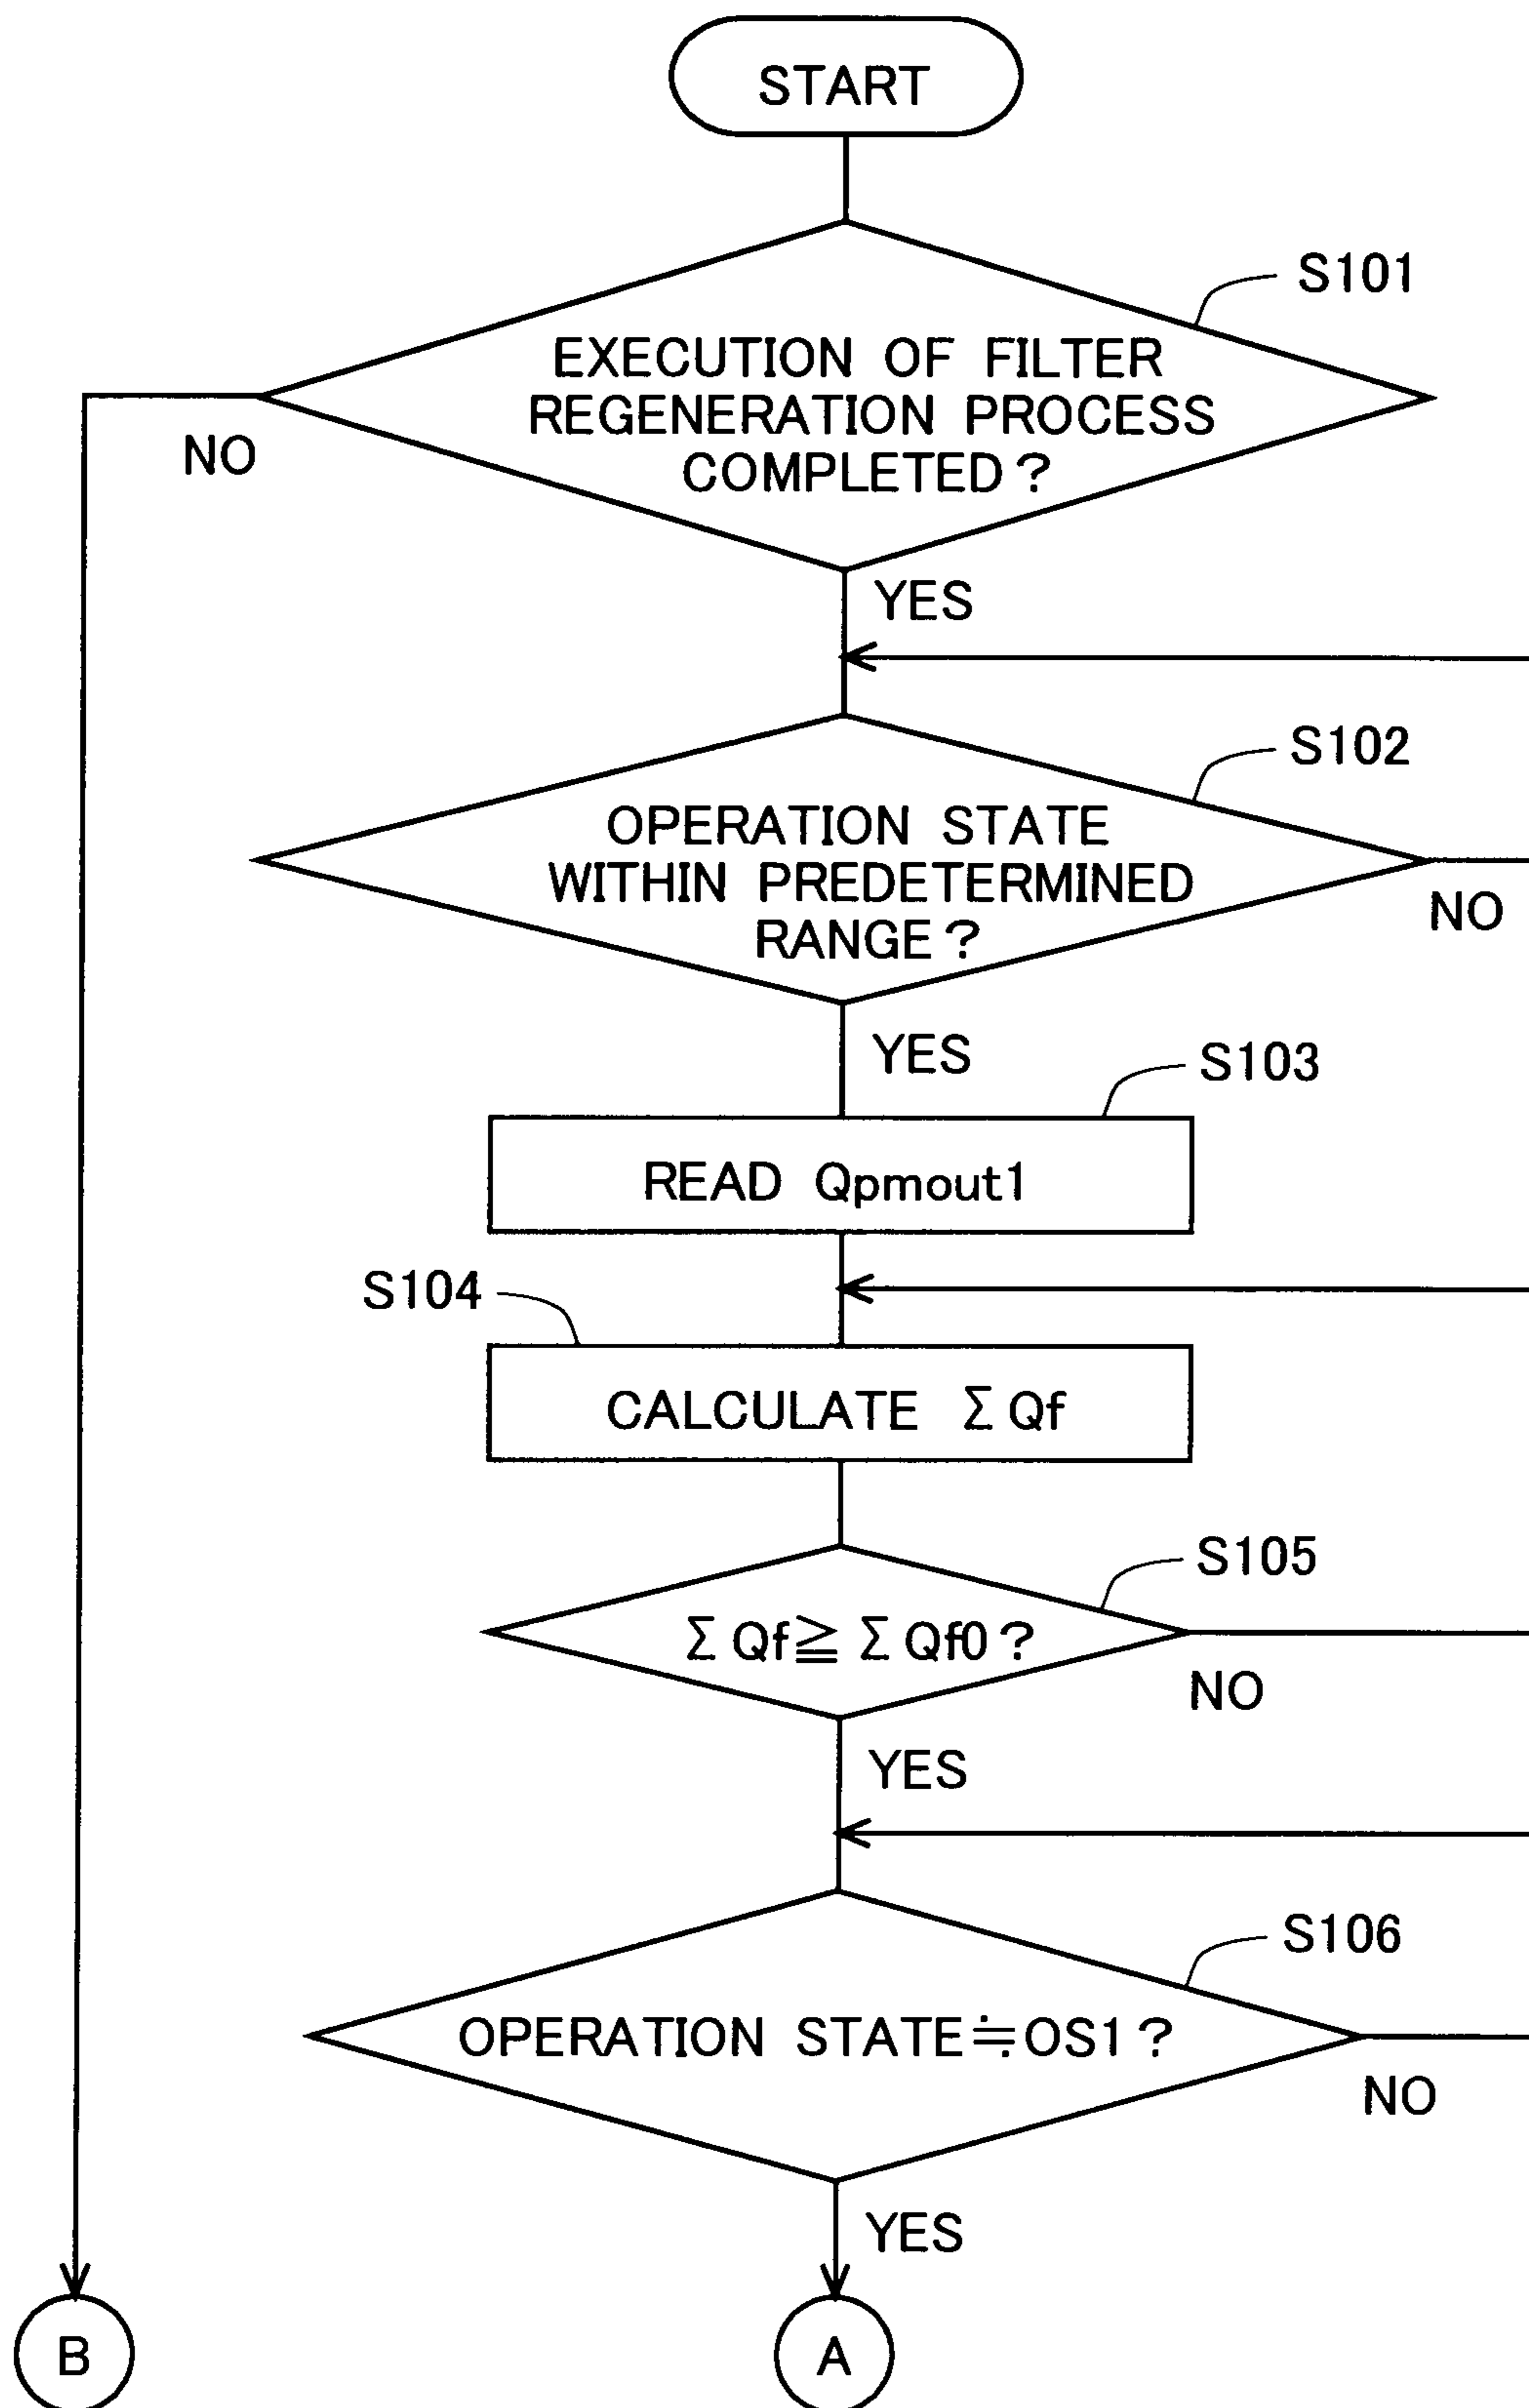 START
S101
EXECUTION OF FILTER
REGENERATION PROCESS
COMPLETED?
NO
YES
S102
OPERATION STATE
WITHIN PREDETERMINED
RANGE?
NO
YES
S103
READ Qpmout1
S104
CALCULATE ΣQf
S105
ΣQf≧ΣQf0?
NO
YES
S106
OPERATION STATE≒OS1?
NO
YES
B
A